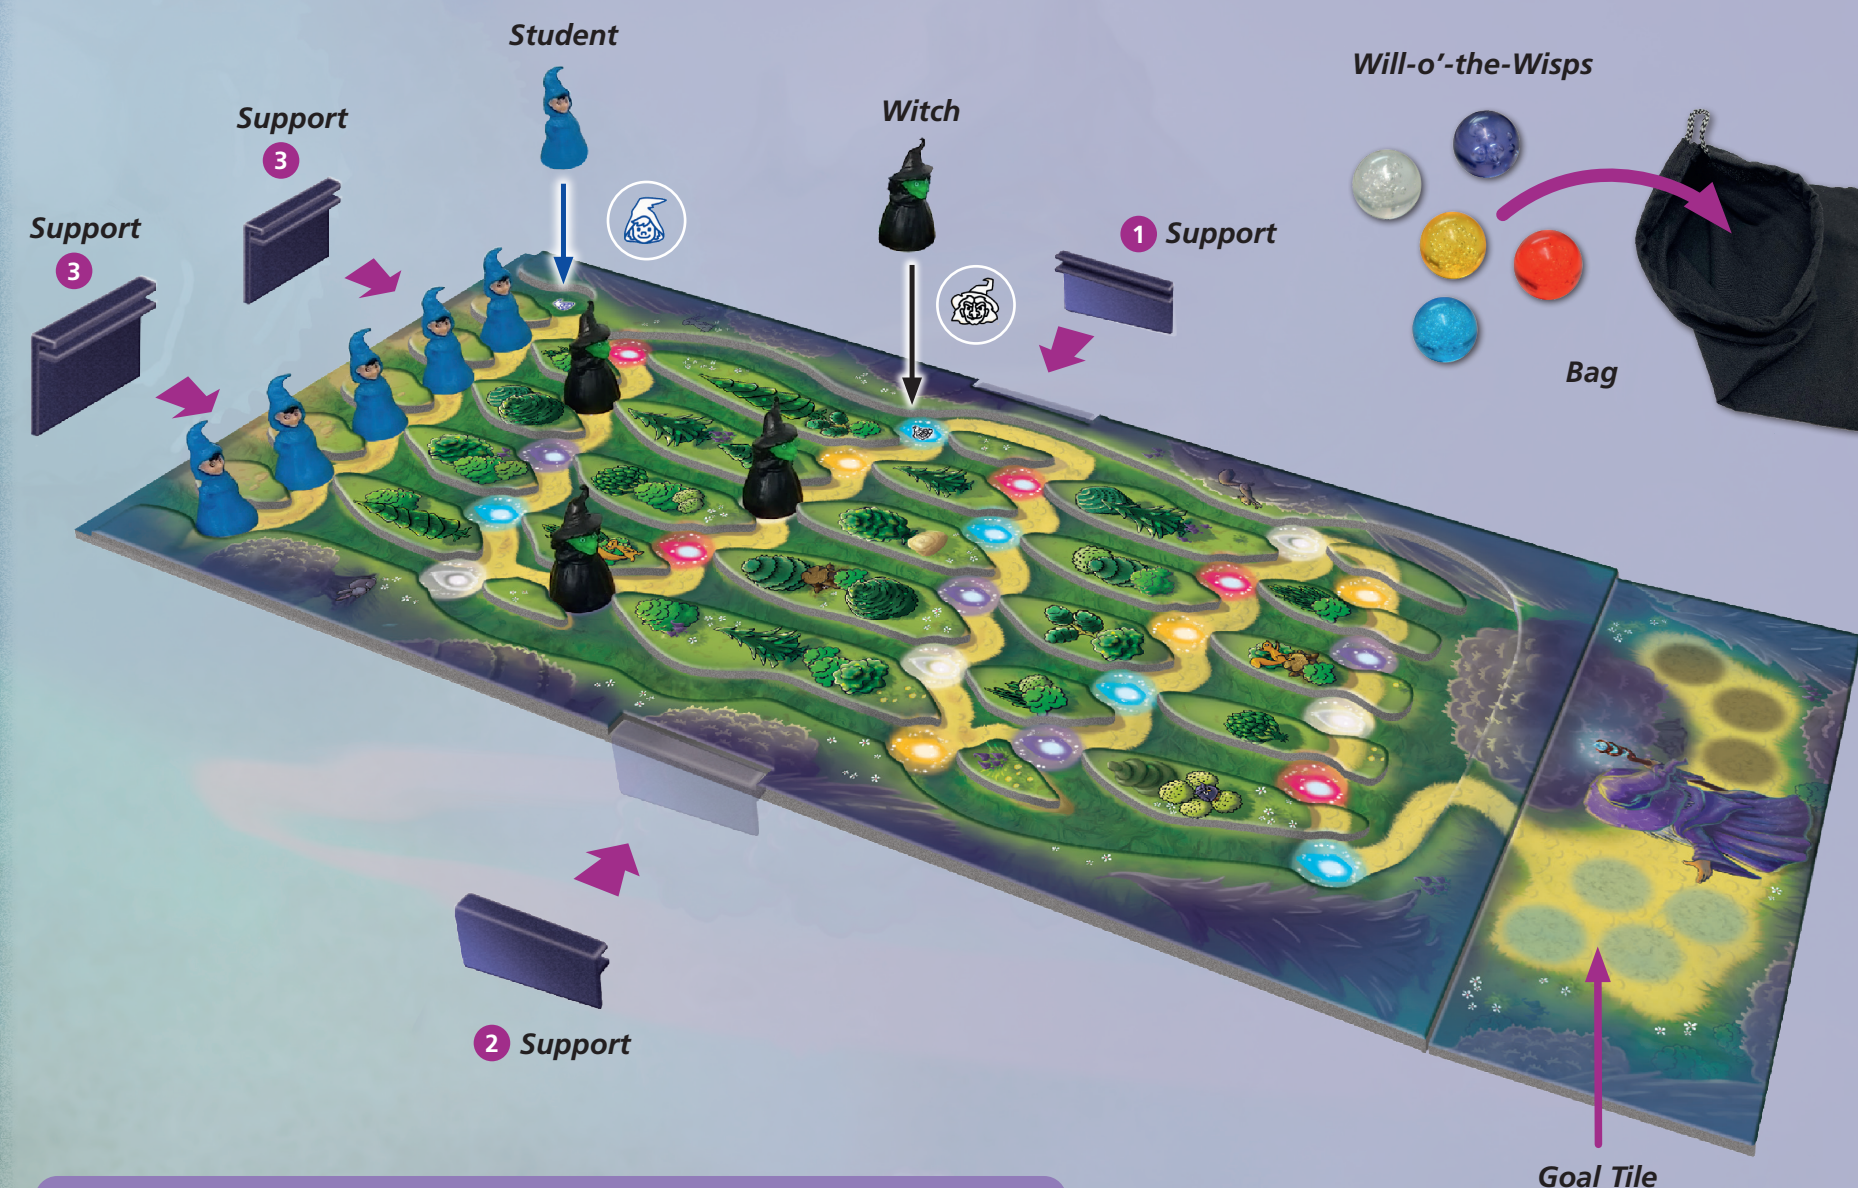 Student
Will-o'-the-Wisps
Witch
Support
3
Support
3
1 Support
Bag
2 Support
Goal Tile